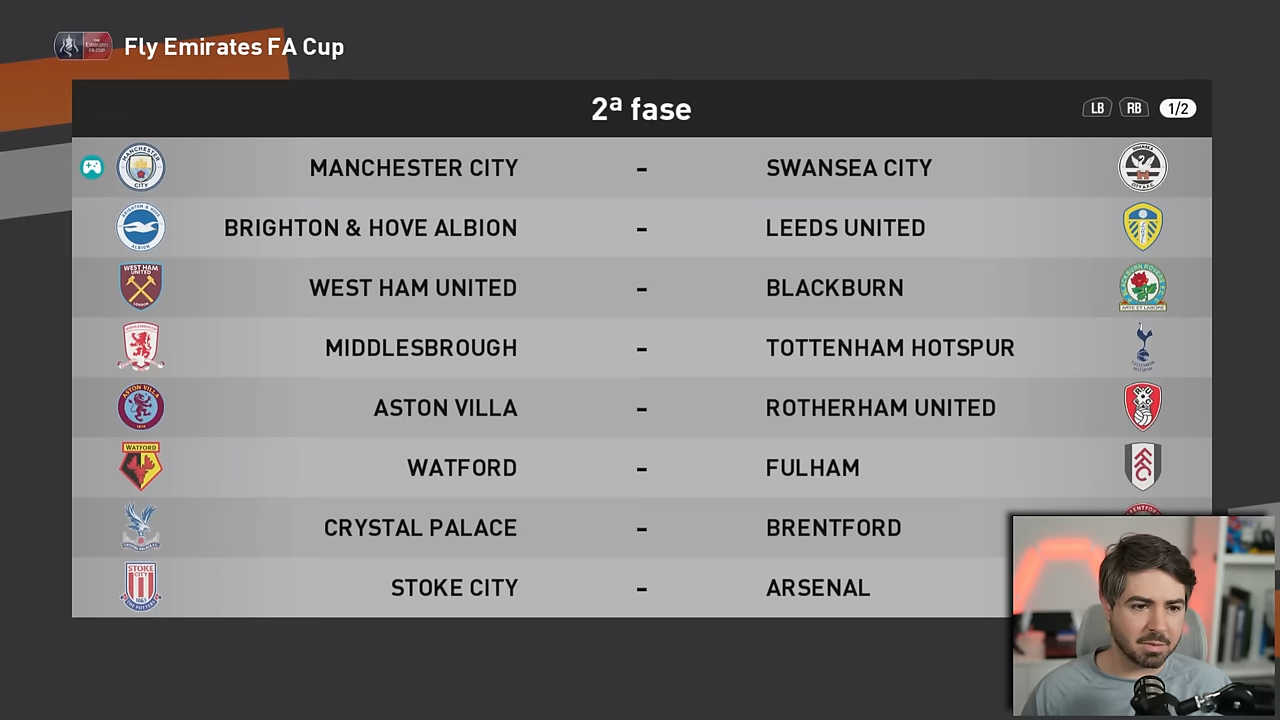 Fly Emirates FA Cup
2ª fase
LB RB 1/2
MANCHESTER CITY - SWANSEA CITY
BRIGHTON & HOVE ALBION - LEEDS UNITED
WEST HAM UNITED - BLACKBURN
MIDDLESBROUGH - TOTTENHAM HOTSPUR
ASTON VILLA - ROTHERHAM UNITED
WATFORD - FULHAM
CRYSTAL PALACE - BRENTFORD
STOKE CITY - ARSENAL